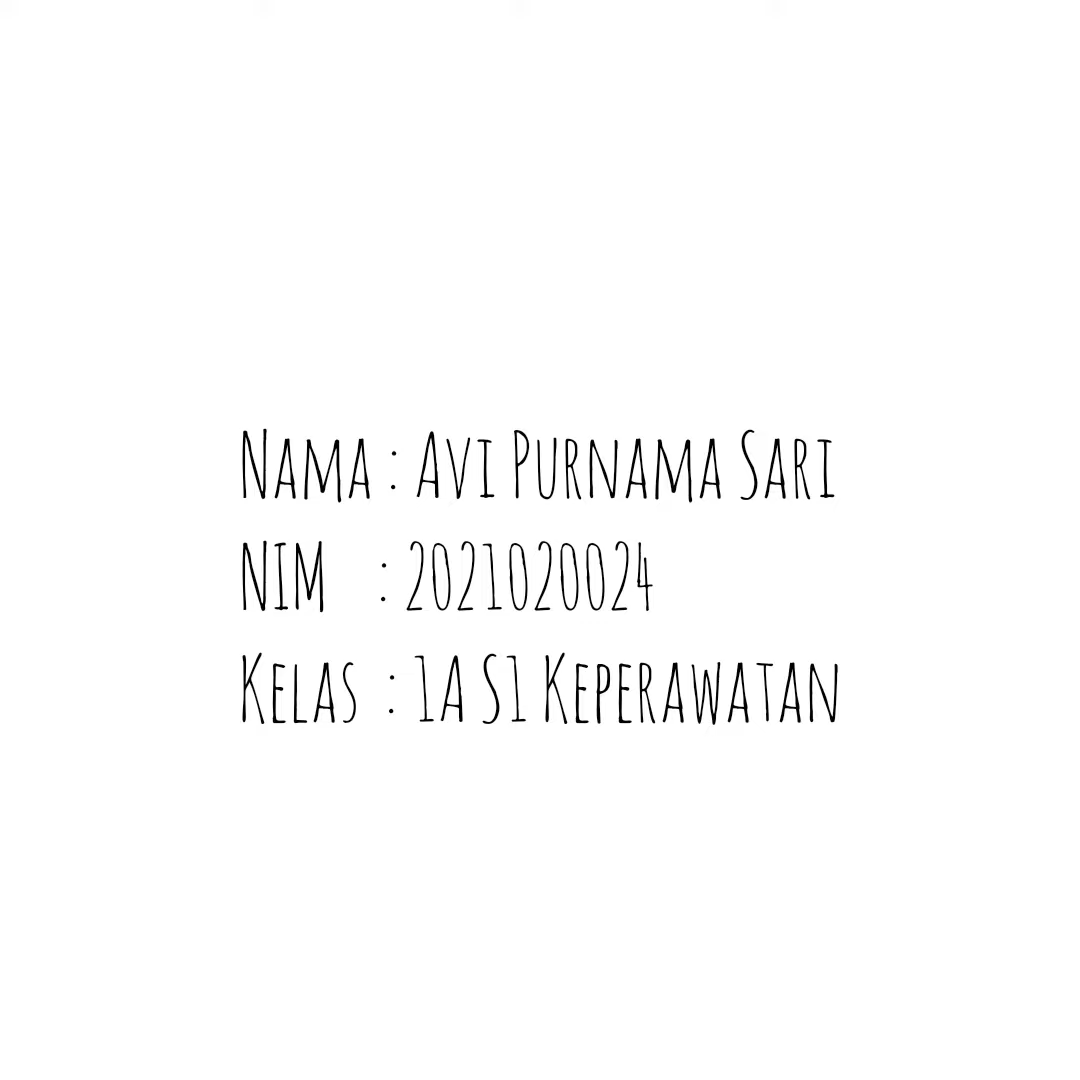 Nama : Avi Purnama Sari
NIM : 2021020024
Kelas : 1A S1 Keperawatan